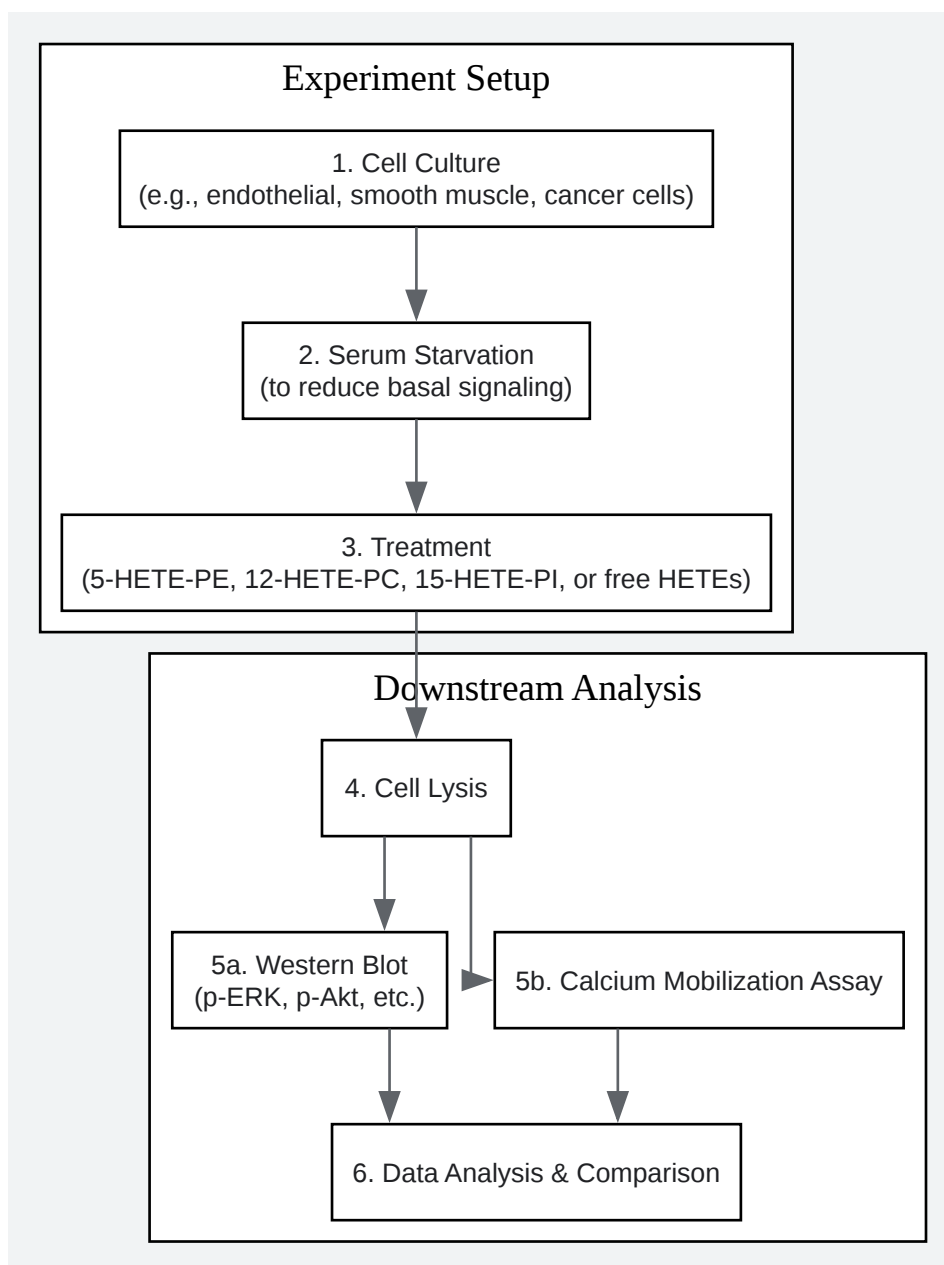 Experiment Setup
1. Cell Culture
(e.g., endothelial, smooth muscle, cancer cells)
2. Serum Starvation
(to reduce basal signaling)
3. Treatment
(5-HETE-PE, 12-HETE-PC, 15-HETE-PI, or free HETEs)
Downstream Analysis
4. Cell Lysis
5a. Western Blot
(p-ERK, p-Akt, etc.)
5b. Calcium Mobilization Assay
6. Data Analysis & Comparison